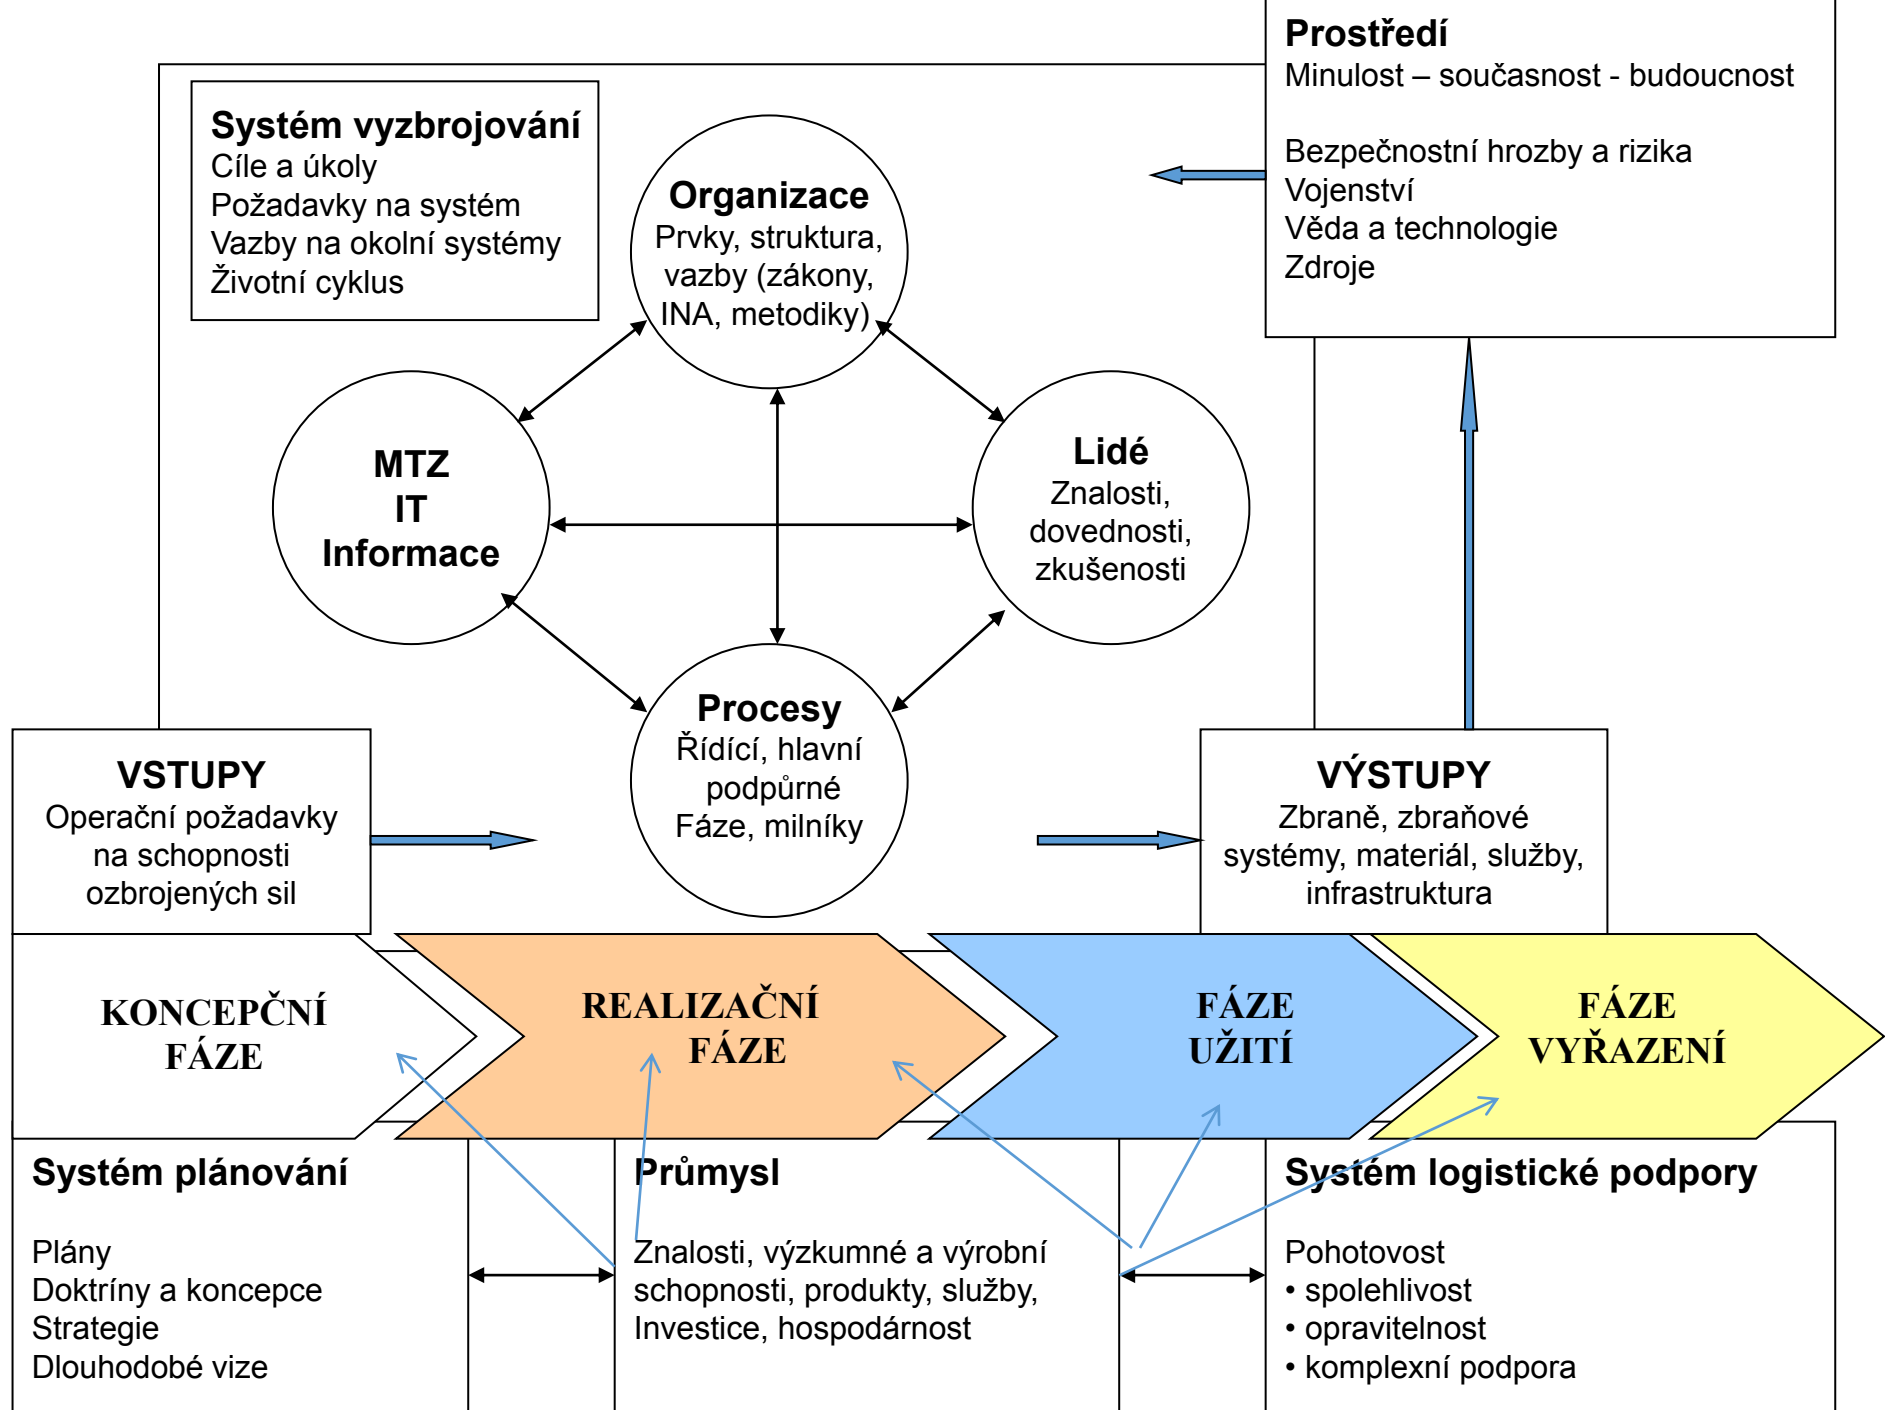 Prostředí
Minulost – současnost - budoucnost
Bezpečnostní hrozby a rizika
Vojenství
Věda a technologie
Zdroje
Systém vyzbrojování
Cíle a úkoly
Požadavky na systém
Vazby na okolní systémy
Životní cyklus
Organizace
Prvky, struktura,
vazby (zákony,
INA, metodiky)
MTZ
IT
Informace
Lidé
Znalosti,
dovednosti,
zkušenosti
Procesy
Řídící, hlavní
podpůrné
Fáze, milníky
VSTUPY
Operační požadavky
na schopnosti
ozbrojených sil
VÝSTUPY
Zbraně, zbraňové
systémy, materiál, služby,
infrastruktura
KONCEPČNÍ
FÁZE
REALIZAČNÍ
FÁZE
FÁZE
UŽITÍ
FÁZE
VYŘAZENÍ
Systém plánování
Plány
Doktríny a koncepce
Strategie
Dlouhodobé vize
Průmysl
Znalosti, výzkumné a výrobní
schopnosti, produkty, služby,
Investice, hospodárnost
Systém logistické podpory
Pohotovost
• spolehlivost
• opravitelnost
• komplexní podpora